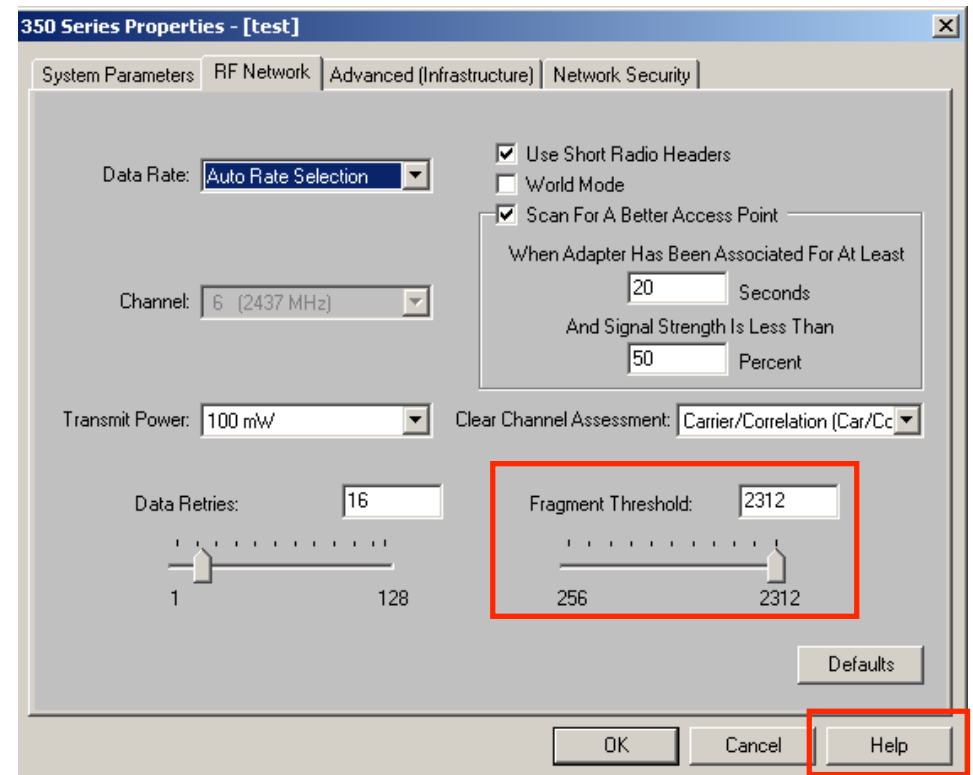 350 Series Properties - [test]
System Parameters RF Network Advanced (Infrastructure) Network Security
Data Rate: Auto Rate Selection
Use Short Radio Headers
World Mode
Scan For A Better Access Point
When Adapter Has Been Associated For At Least
20 Seconds
And Signal Strength Is Less Than
50 Percent
Channel: 6 (2437 MHz)
Transmit Power: 100 mW
Clear Channel Assessment: Carrier/Correlation (Car/Cc
Data Retries: 16
1 128
Fragment Threshold: 2312
256 2312
Defaults
OK Cancel Help